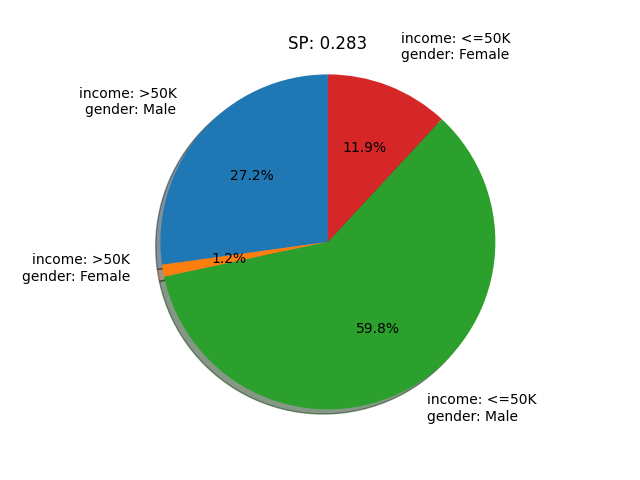 SP: 0.283
income: <=50K
gender: Female
income: >50K
gender: Male
11.9%
27.2%
income: >50K
gender: Female
1.2%
59.8%
income: <=50K
gender: Male